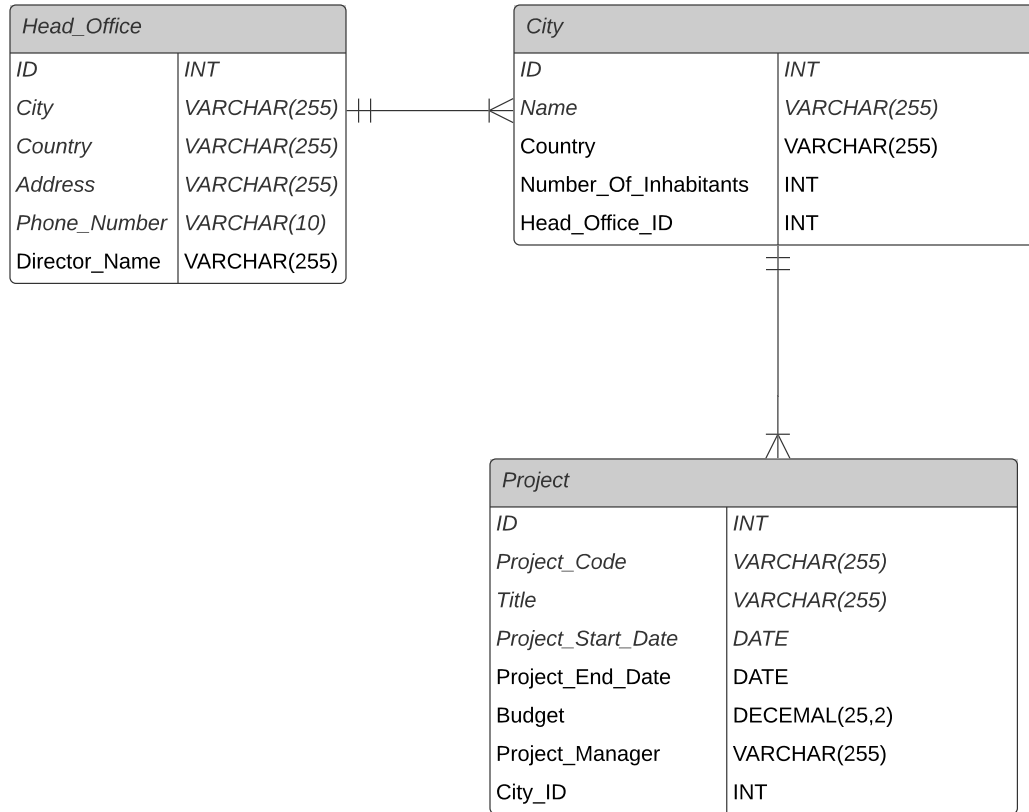 Head_Office
ID INT
City VARCHAR(255)
Country VARCHAR(255)
Address VARCHAR(255)
Phone_Number VARCHAR(10)
Director_Name VARCHAR(255)
City
ID INT
Name VARCHAR(255)
Country VARCHAR(255)
Number_Of_Inhabitants INT
Head_Office_ID INT
Project
ID INT
Project_Code VARCHAR(255)
Title VARCHAR(255)
Project_Start_Date DATE
Project_End_Date DATE
Budget DECEMAL(25,2)
Project_Manager VARCHAR(255)
City_ID INT